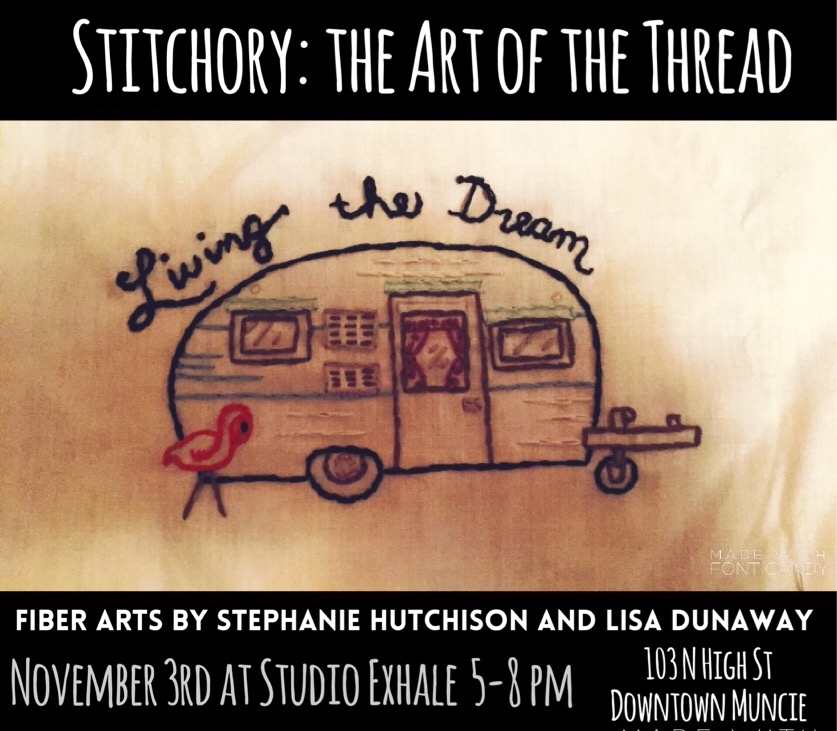 Stitchory: the Art of the Thread
Living the Dream
MADE WITH
FONT CANDY
FIBER ARTS BY STEPHANIE HUTCHISON AND LISA DUNAWAY
November 3rd at Studio Exhale 5-8 pm
103 N High St
Downtown Muncie